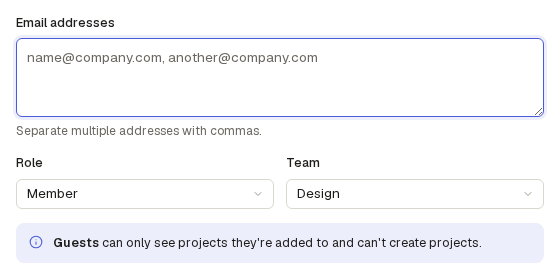 Email addresses
name@company.com, another@company.com
Separate multiple addresses with commas.
Role
Team
Member
Design
Guests can only see projects they're added to and can't create projects.